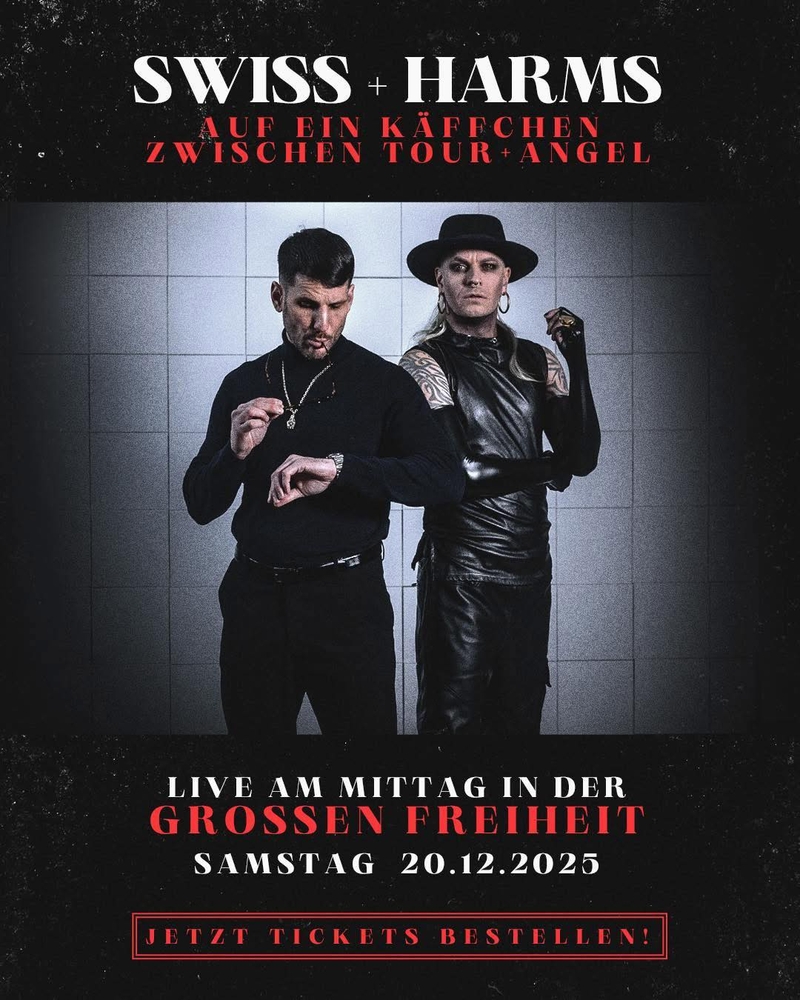 SWISS + HARMS
AUF EIN KÄFFCHEN
ZWISCHEN TOUR+ANGEL
LIVE AM MITTAG IN DER
GROSSEN FREIHEIT
SAMSTAG 20.12.2025
JETZT TICKETS BESTELLEN!